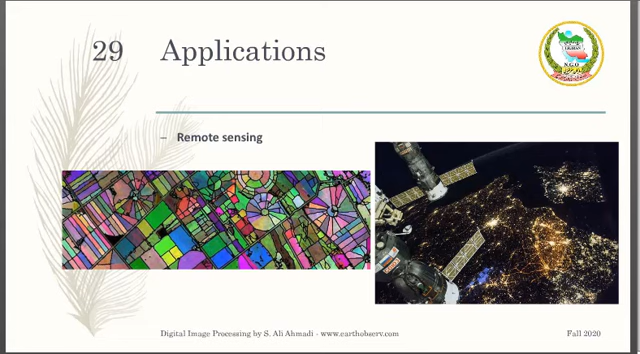 29 Applications
– Remote sensing
N.G.O
Digital Image Processing by S. Ali Ahmadi - www.earthobserv.com
Fall 2020